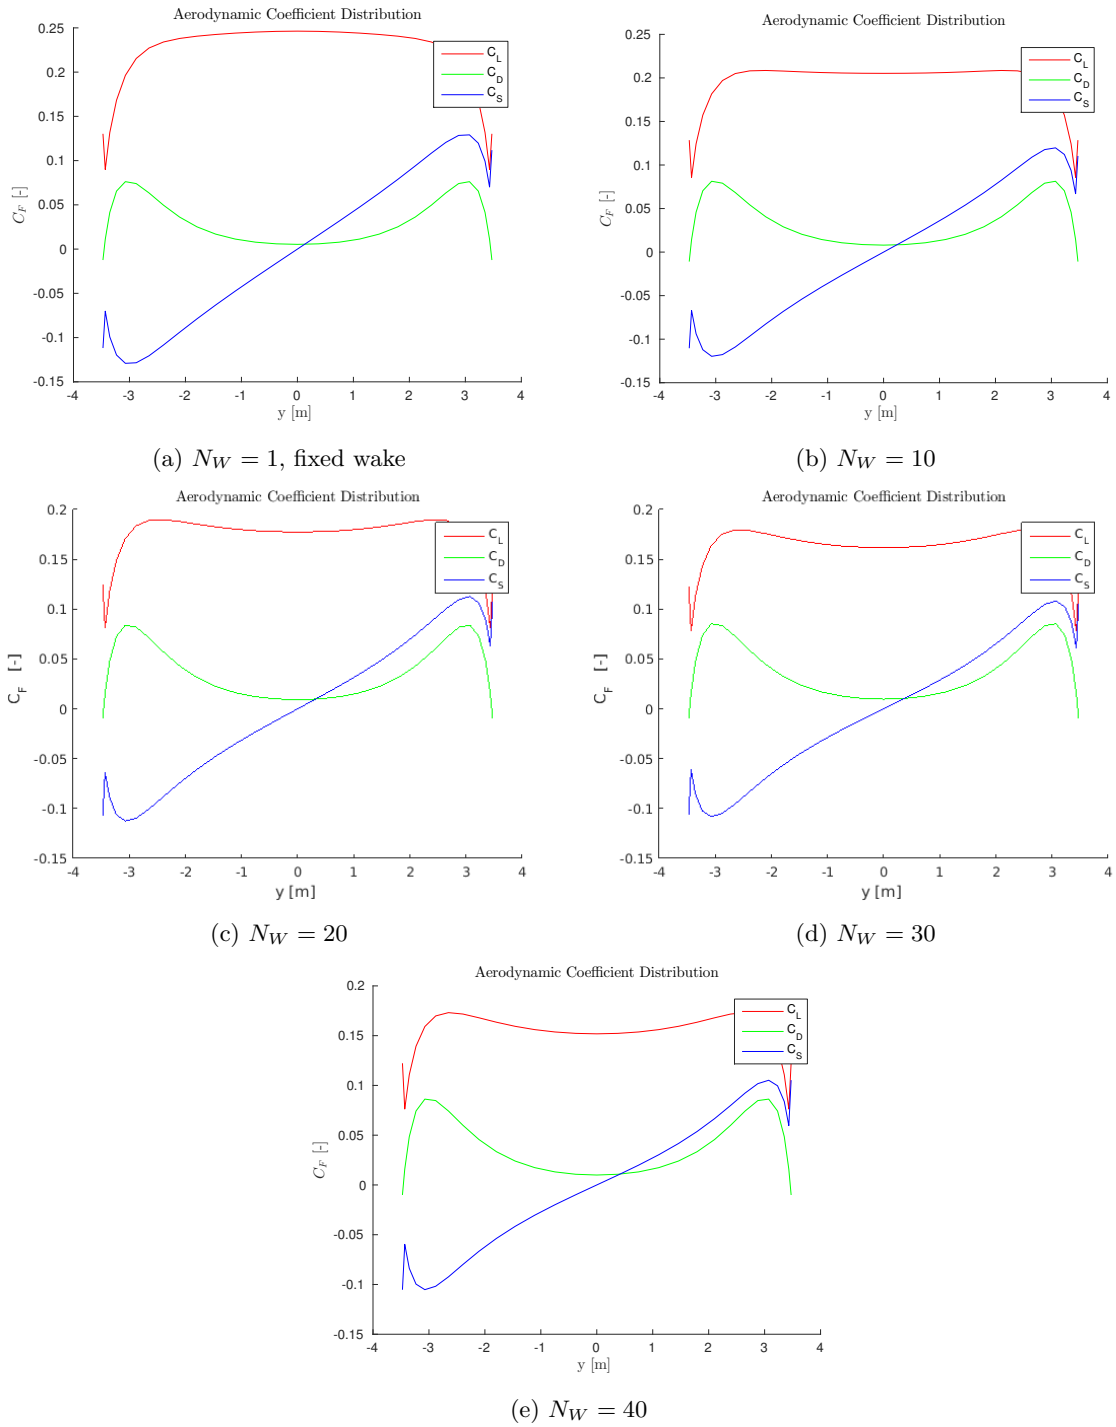 Aerodynamic Coefficient Distribution
0.25
0.2
0.15
0.1
0.05
0
-0.05
-0.1
-0.15
C_F [-]
-4 -3 -2 -1 0 1 2 3 4
y [m]
C_L
C_D
C_S
(a) N_W = 1, fixed wake
Aerodynamic Coefficient Distribution
0.25
0.2
0.15
0.1
0.05
0
-0.05
-0.1
-0.15
C_F [-]
-4 -3 -2 -1 0 1 2 3 4
y [m]
C_L
C_D
C_S
(b) N_W = 10
Aerodynamic Coefficient Distribution
0.2
0.15
0.1
0.05
0
-0.05
-0.1
-0.15
C_F [-]
-4 -3 -2 -1 0 1 2 3 4
y [m]
C_L
C_D
C_S
(c) N_W = 20
Aerodynamic Coefficient Distribution
0.2
0.15
0.1
0.05
0
-0.05
-0.1
-0.15
C_F [-]
-4 -3 -2 -1 0 1 2 3 4
y [m]
C_L
C_D
C_S
(d) N_W = 30
Aerodynamic Coefficient Distribution
0.2
0.15
0.1
0.05
0
-0.05
-0.1
-0.15
C_F [-]
-4 -3 -2 -1 0 1 2 3 4
y [m]
C_L
C_D
C_S
(e) N_W = 40